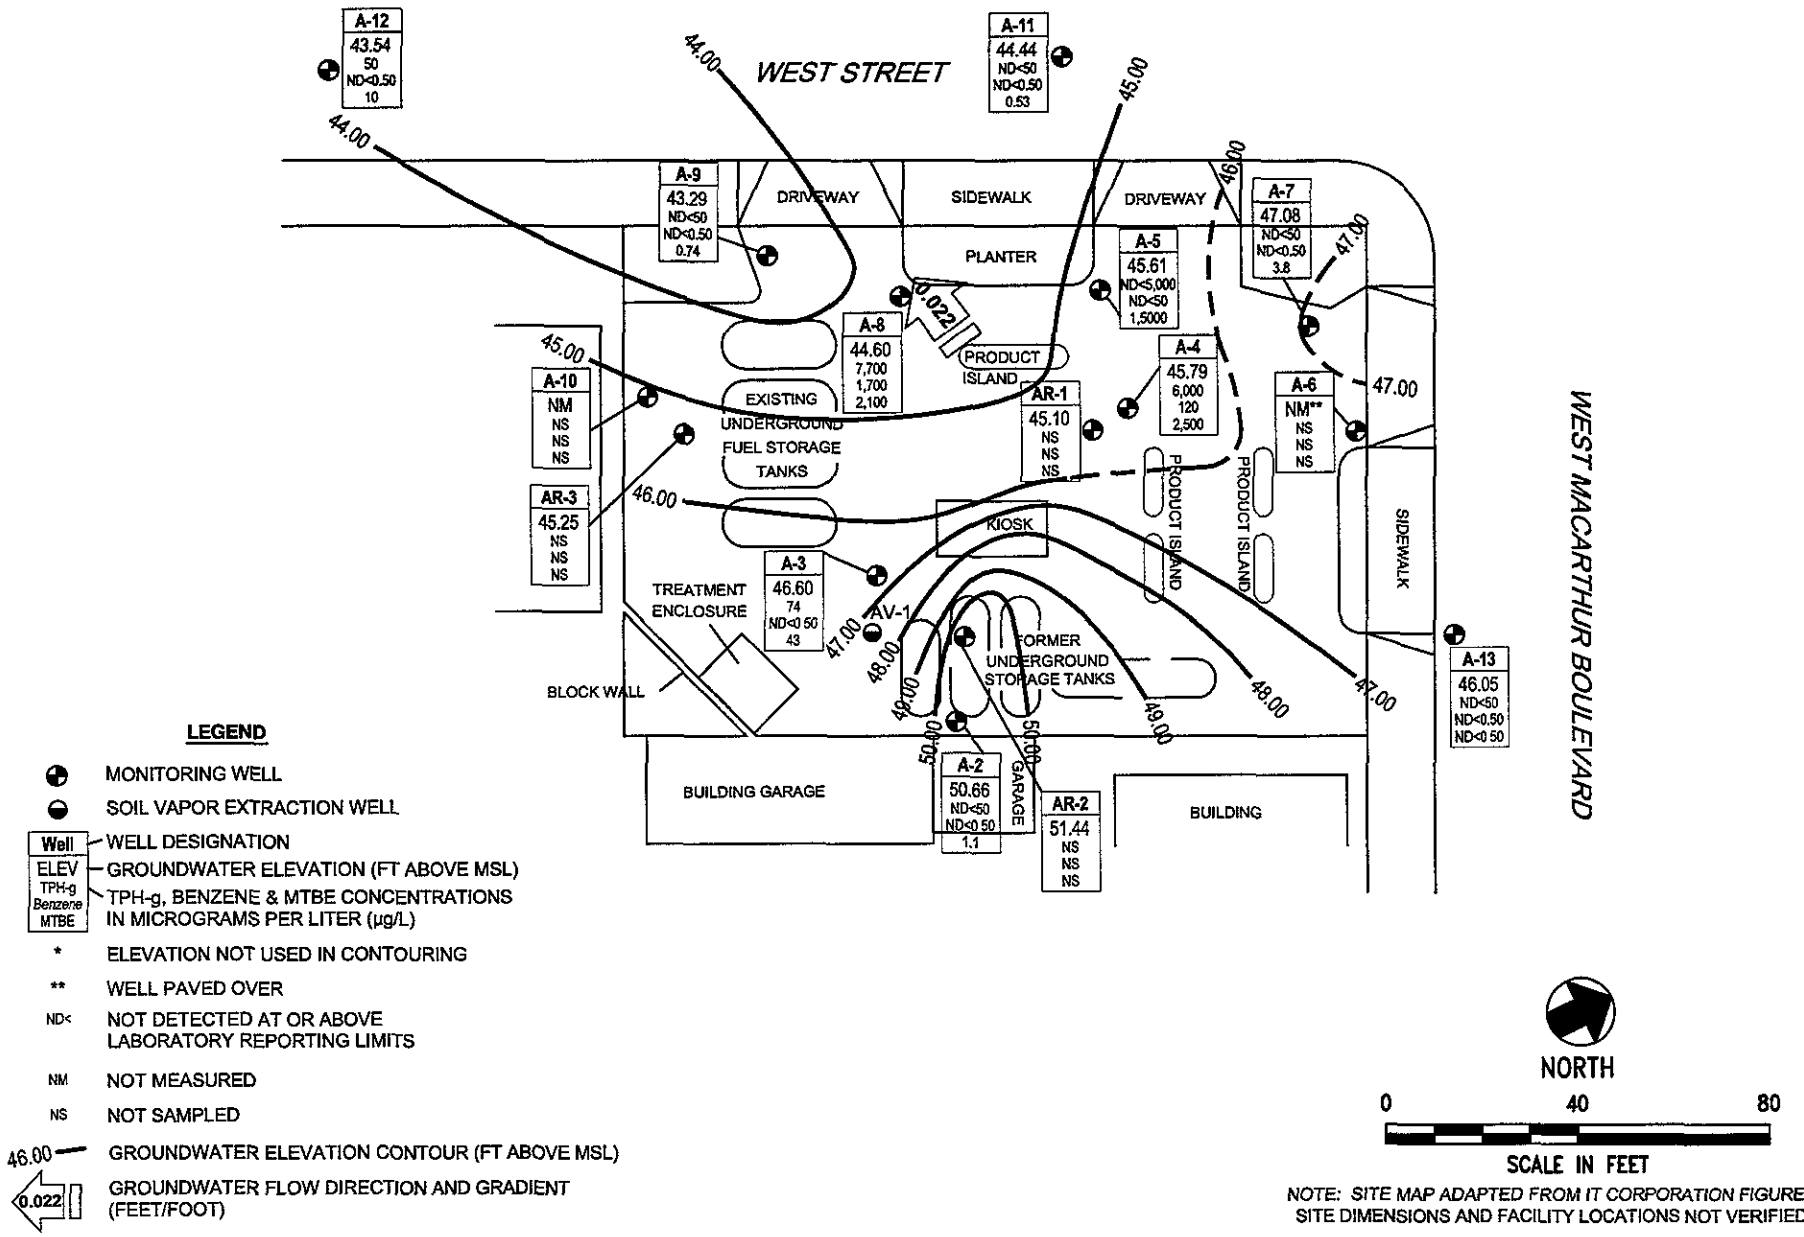 A-12
43.54
50
ND<0.50
10
44.00
WEST STREET
A-11
44.44
ND<50
ND<0.50
0.53
45.00
44.00
A-9
43.29
ND<50
ND<0.50
0.74
DRIVEWAY
SIDEWALK
DRIVEWAY
46.00
A-7
47.08
ND<50
ND<0.50
3.8
47.00
PLANTER
A-5
45.61
ND<5,000
ND<50
1,5000
0.022
A-8
44.60
7,700
1,700
2,100
PRODUCT
ISLAND
A-4
45.79
6,000
120
2,500
45.00
A-10
NM
NS
NS
NS
EXISTING
UNDERGROUND
FUEL STORAGE
TANKS
AR-1
45.10
NS
NS
NS
A-6
NM**
NS
NS
NS
47.00
WEST MACARTHUR BOULEVARD
AR-3
45.25
NS
NS
NS
46.00
KIOSK
PRODUCT ISLAND
PRODUCT ISLAND
SIDEWALK
A-3
46.60
74
ND<0 50
43
TREATMENT
ENCLOSURE
AV-1
47.00
48.00
49.00
50.00
FORMER
UNDERGROUND
STORAGE TANKS
50.00
49.00
48.00
47.00
A-13
46.05
ND<50
ND<0.50
ND<0 50
BLOCK WALL
BUILDING GARAGE
A-2
50.66
ND<50
ND<0 50
1.1
GARAGE
AR-2
51.44
NS
NS
NS
BUILDING
LEGEND
MONITORING WELL
SOIL VAPOR EXTRACTION WELL
Well
WELL DESIGNATION
ELEV
GROUNDWATER ELEVATION (FT ABOVE MSL)
TPH-g
Benzene
MTBE
TPH-g, BENZENE & MTBE CONCENTRATIONS
IN MICROGRAMS PER LITER (µg/L)
* ELEVATION NOT USED IN CONTOURING
** WELL PAVED OVER
ND< NOT DETECTED AT OR ABOVE
LABORATORY REPORTING LIMITS
NM NOT MEASURED
NS NOT SAMPLED
46.00 GROUNDWATER ELEVATION CONTOUR (FT ABOVE MSL)
0.022 GROUNDWATER FLOW DIRECTION AND GRADIENT
(FEET/FOOT)
NORTH
0 40 80
SCALE IN FEET
NOTE: SITE MAP ADAPTED FROM IT CORPORATION FIGURE
SITE DIMENSIONS AND FACILITY LOCATIONS NOT VERIFIED